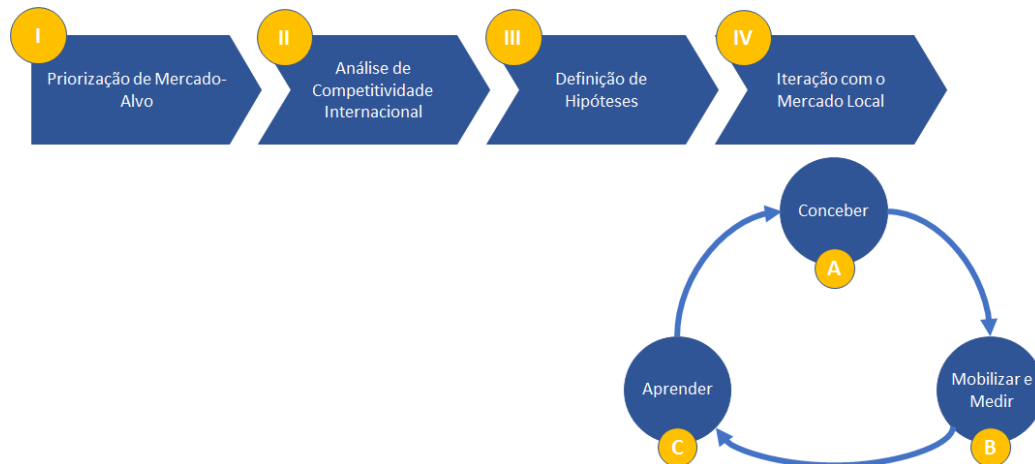 I
Priorização de Mercado-
Alvo
II
Análise de
Competitividade
Internacional
III
Definição de
Hipóteses
IV
Iteração com o
Mercado Local
Conceber
A
Mobilizar e
Medir
B
Aprender
C